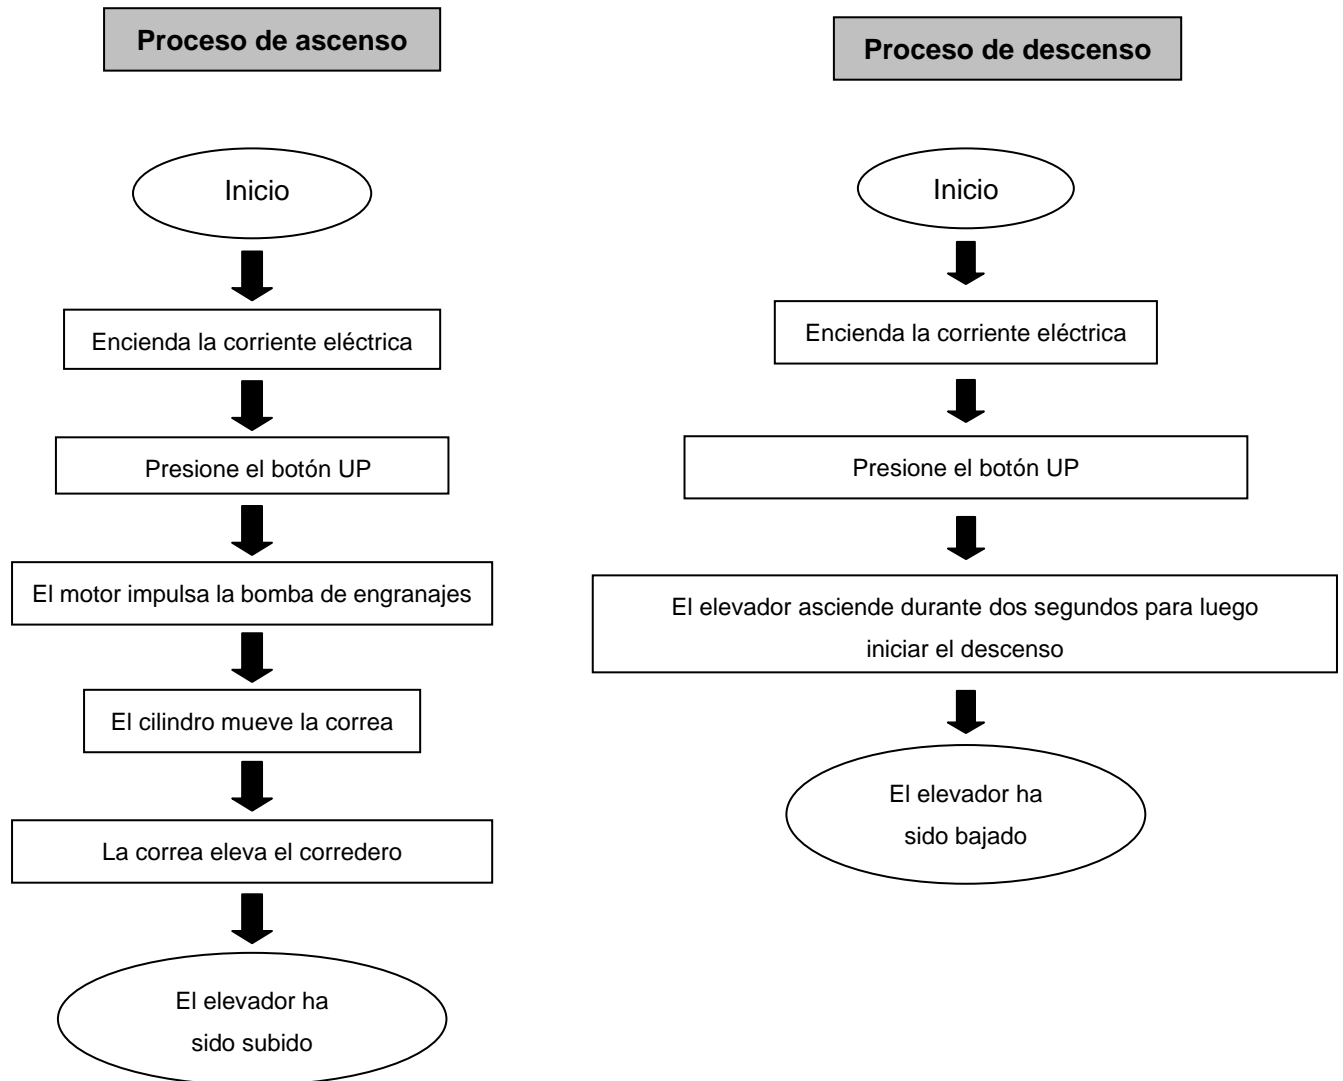 Proceso de ascenso
Inicio
Encienda la corriente eléctrica
Presione el botón UP
El motor impulsa la bomba de engranajes
El cilindro mueve la correa
La correa eleva el corredero
El elevador ha
sido subido
Proceso de descenso
Inicio
Encienda la corriente eléctrica
Presione el botón UP
El elevador asciende durante dos segundos para luego
iniciar el descenso
El elevador ha
sido bajado